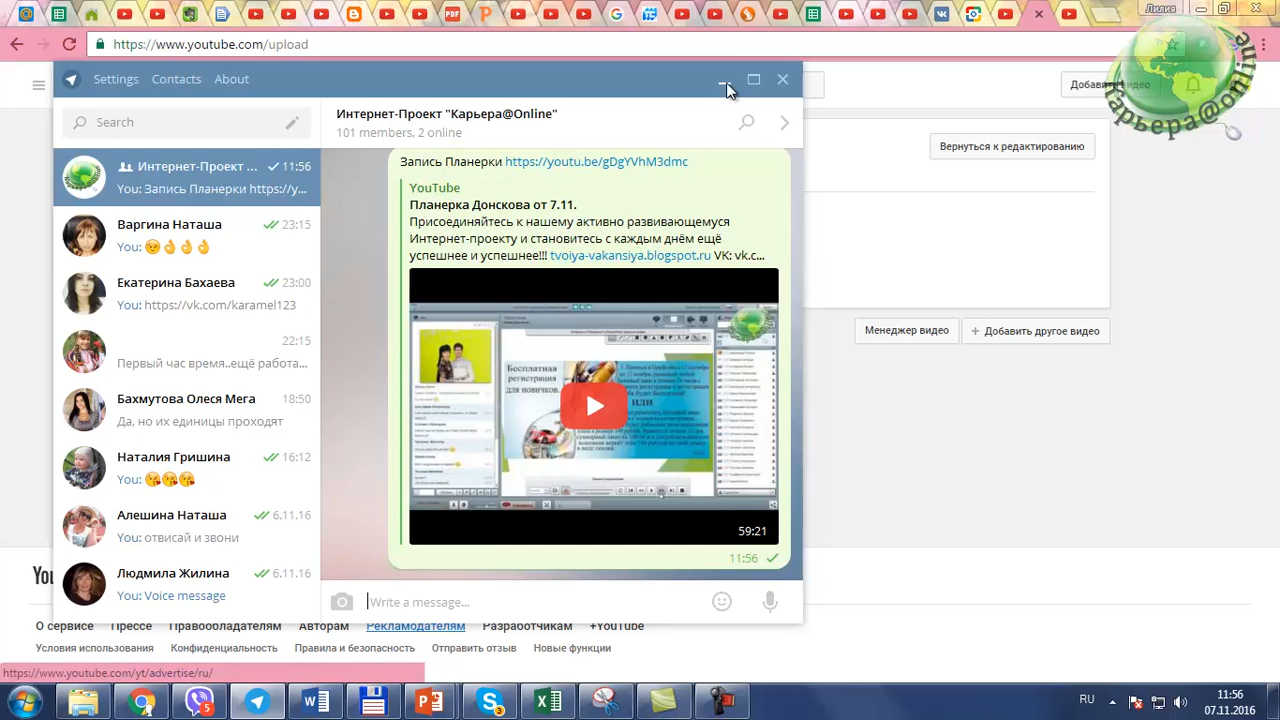 Лилия
https://www.youtube.com/upload
Добавить видео
Карьера@online
Settings
Contacts
About
Search
Интернет-Проект "Карьера@Online"
101 members, 2 online
Вернуться к редактированию
Интернет-Проект ...
11:56
You: Запись Планерки https://y...
Варгина Наташа
23:15
You:
Екатерина Бахаева
23:00
You: https://vk.com/karamel123
22:15
Первый час время..ещё работа...
Бахмутова Олеся Мега
18:50
Да, но их единицы проходят
Наталия Гришина
16:12
You:
Алешина Наташа
6.11.16
You: отвисай и звони
Людмила Жилина
6.11.16
You: Voice message
Запись Планерки https://youtu.be/gDgYVhM3dmc
YouTube
Планерка Донскова от 7.11.
Присоединяйтесь к нашему активно развивающемуся
Интернет-проекту и становитесь с каждым днём ещё
успешнее и успешнее!!! tvoiya-vakansiya.blogspot.ru VK: vk.c...
Бесплатная
регистрация
для новичков.
ИЛИ
59:21
11:56
Write a message...
Менеджер видео
+ Добавить другое видео
You
О сервисе
Прессе
Правообладателям
Авторам
Рекламодателям
Разработчикам
+YouTube
Условия использования
Конфиденциальность
Правила и безопасность
Отправить отзыв
Новые функции
https://www.youtube.com/yt/advertise/ru/
RU
11:56
07.11.2016